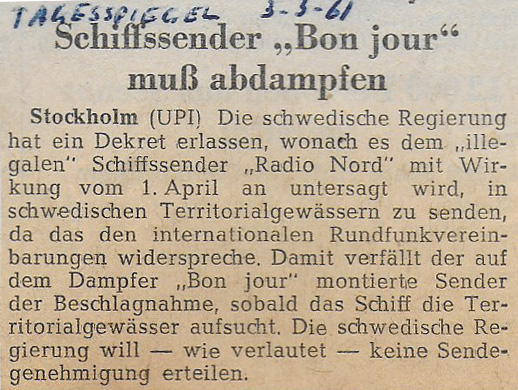 TAGESSPIEGEL 3-3-61
Schiffssender „Bon jour“
muß abdampfen
Stockholm (UPI) Die schwedische Regierung
hat ein Dekret erlassen, wonach es dem „ille-
galen“ Schiffssender „Radio Nord“ mit Wir-
kung vom 1. April an untersagt wird, in
schwedischen Territorialgewässern zu senden,
da das den internationalen Rundfunkverein-
barungen widerspreche. Damit verfällt der auf
dem Dampfer „Bon jour“ montierte Sender
der Beschlagnahme, sobald das Schiff die Ter-
ritorialgewässer aufsucht. Die schwedische Re-
gierung will — wie verlautet — keine Sende-
genehmigung erteilen.